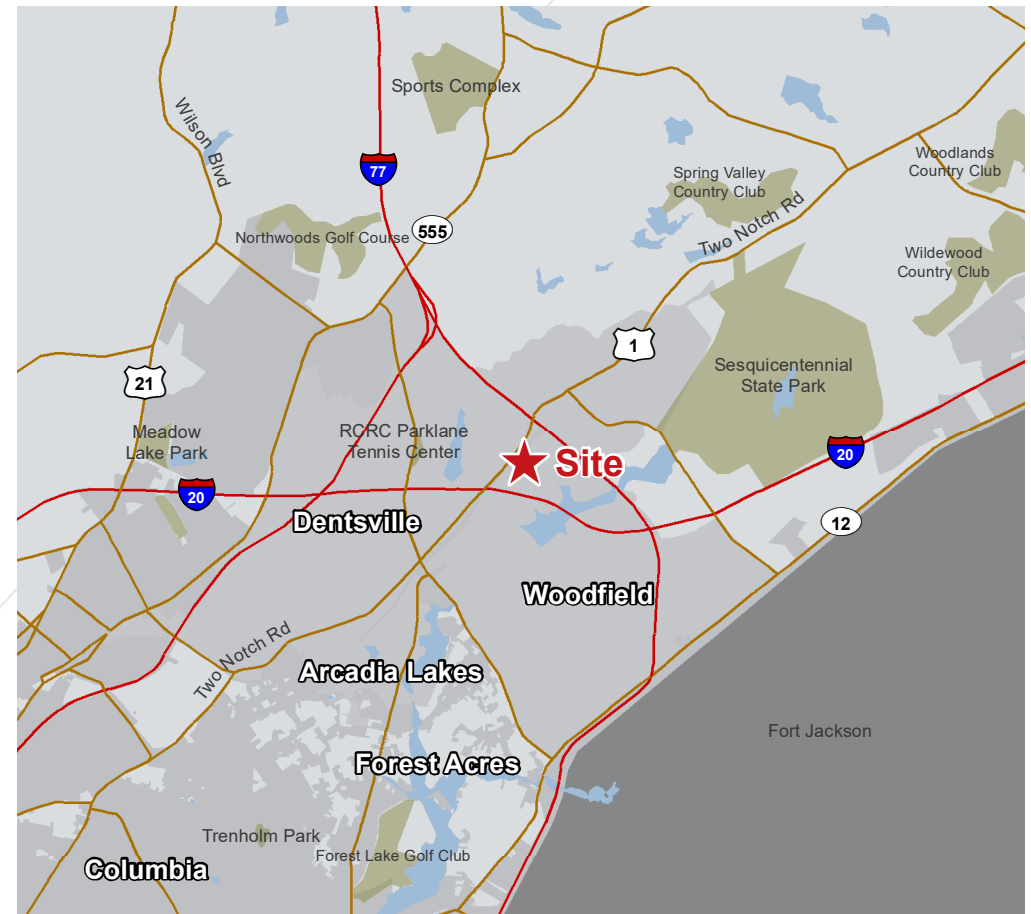 Sports Complex
Wilson Blvd
77
Woodlands
Country Club
Spring Valley
Country Club
Two Notch Rd
Northwoods Golf Course
555
Wildewood
Country Club
1
21
Sesquicentennial
State Park
Meadow
Lake Park
RCRC Parklane
Tennis Center
Site
20
20
12
Dentsville
Woodfield
Two Notch Rd
Arcadia Lakes
Fort Jackson
Forest Acres
Trenholm Park
Forest Lake Golf Club
Columbia